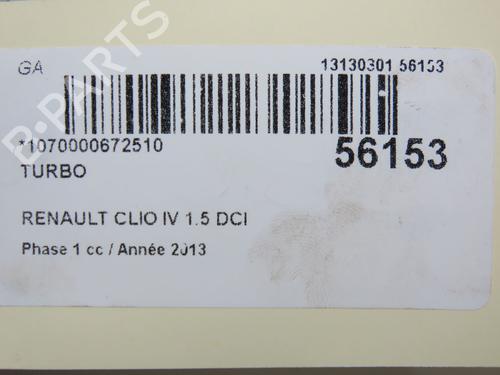 GA
13130301 56153
*1070000672510
56153
TURBO
RENAULT CLIO IV 1.5 DCI
Phase 1 cc / Année 2013
B-PARTS